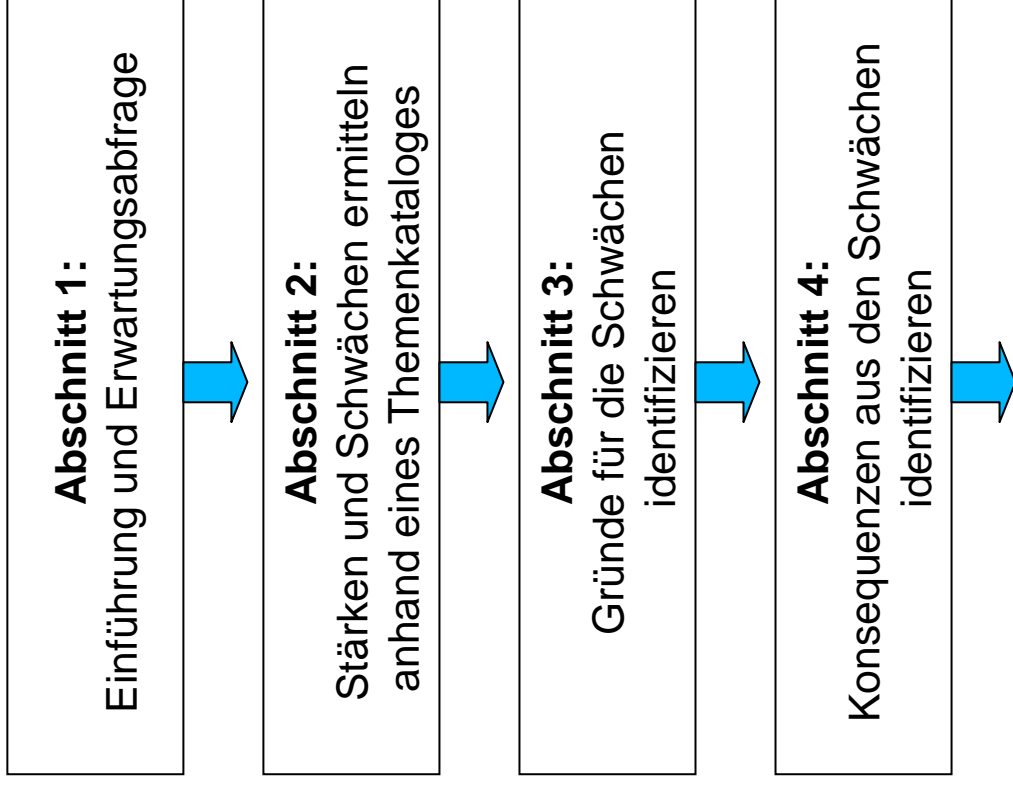 Abschnitt 1:
Einführung und Erwartungsabfrage
Abschnitt 2:
Stärken und Schwächen ermitteln
anhand eines Themenkataloges
Abschnitt 3:
Gründe für die Schwächen
identifizieren
Abschnitt 4:
Konsequenzen aus den Schwächen
identifizieren